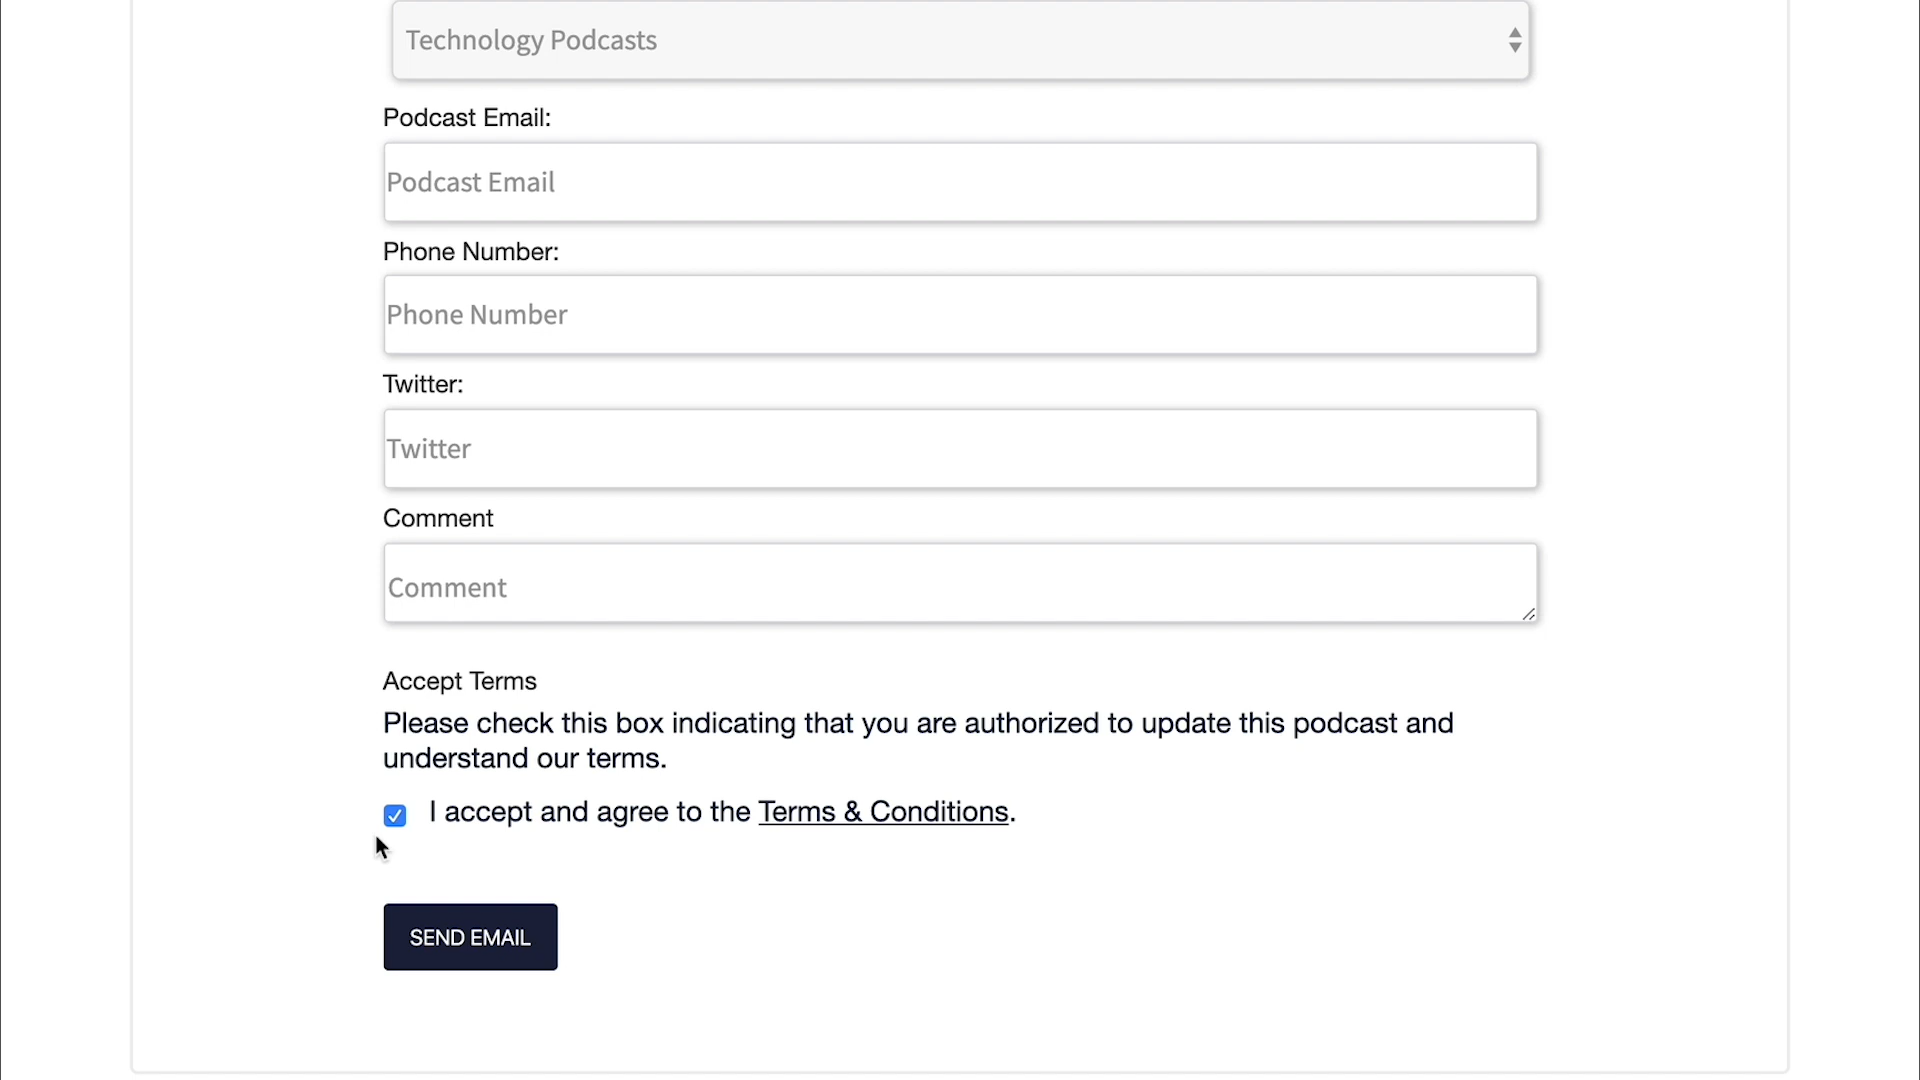 Technology Podcasts
Podcast Email:
Podcast Email
Phone Number:
Phone Number
Twitter:
Twitter
Comment
Comment
Accept Terms
Please check this box indicating that you are authorized to update this podcast and
understand our terms.
I accept and agree to the Terms & Conditions.
SEND EMAIL